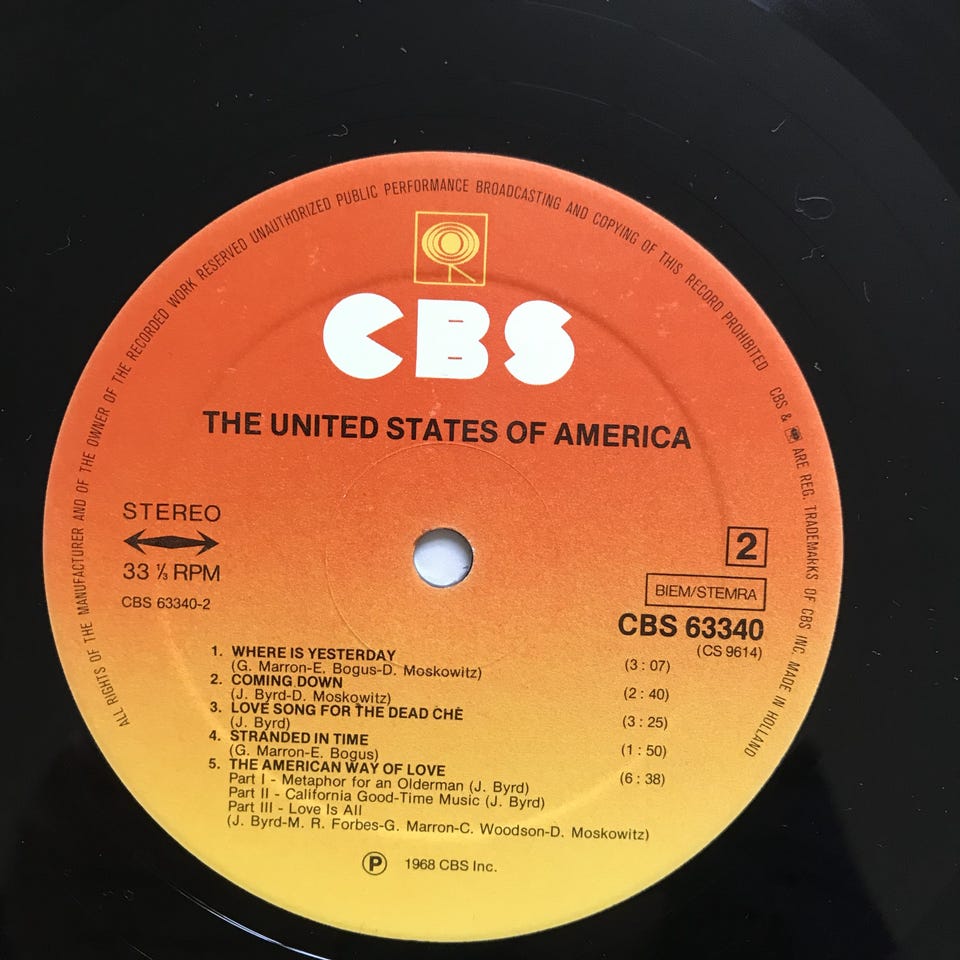 ALL RIGHTS OF THE MANUFACTURER AND OF THE OWNER OF THE RECORDED WORK RESERVED UNAUTHORIZED PUBLIC PERFORMANCE BROADCASTING AND COPYING OF THIS RECORD PROHIBITED CBS & ARE REG. TRADEMARKS OF CBS INC. MADE IN HOLLAND
CBS
THE UNITED STATES OF AMERICA
STEREO
33 ⅓ RPM
CBS 63340-2
2
BIEM/STEMRA
CBS 63340
(CS 9614)
1. WHERE IS YESTERDAY (3 : 07)
(G. Marron-E. Bogus-D. Moskowitz)
2. COMING DOWN (2 : 40)
(J. Byrd-D. Moskowitz)
3. LOVE SONG FOR THE DEAD CHÈ (3 : 25)
(J. Byrd)
4. STRANDED IN TIME (1 : 50)
(G. Marron-E. Bogus)
5. THE AMERICAN WAY OF LOVE (6 : 38)
Part I - Metaphor for an Olderman (J. Byrd)
Part II - California Good-Time Music (J. Byrd)
Part III - Love Is All
(J. Byrd-M. R. Forbes-G. Marron-C. Woodson-D. Moskowitz)
℗ 1968 CBS Inc.